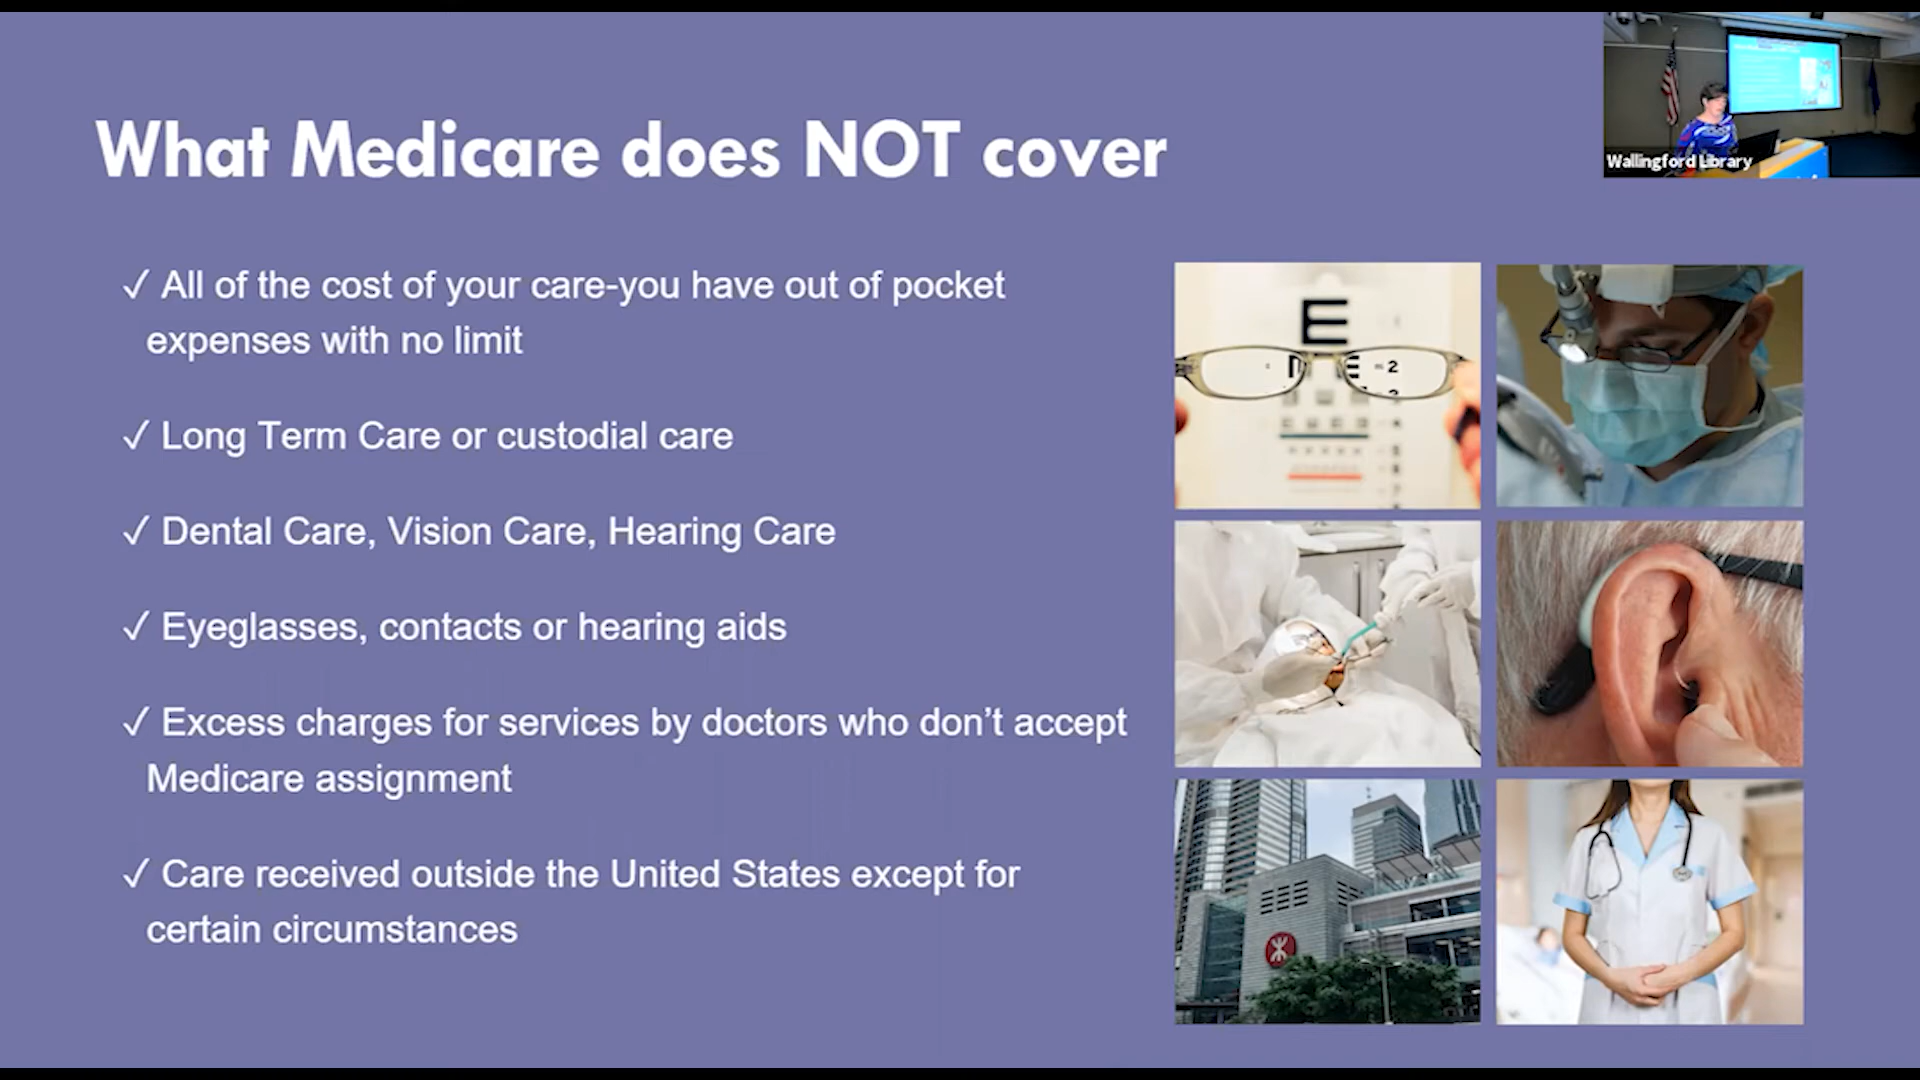 Wallingford Library
What Medicare does NOT cover
✓ All of the cost of your care-you have out of pocket
expenses with no limit
✓ Long Term Care or custodial care
✓ Dental Care, Vision Care, Hearing Care
✓ Eyeglasses, contacts or hearing aids
✓ Excess charges for services by doctors who don’t accept
Medicare assignment
✓ Care received outside the United States except for
certain circumstances
E